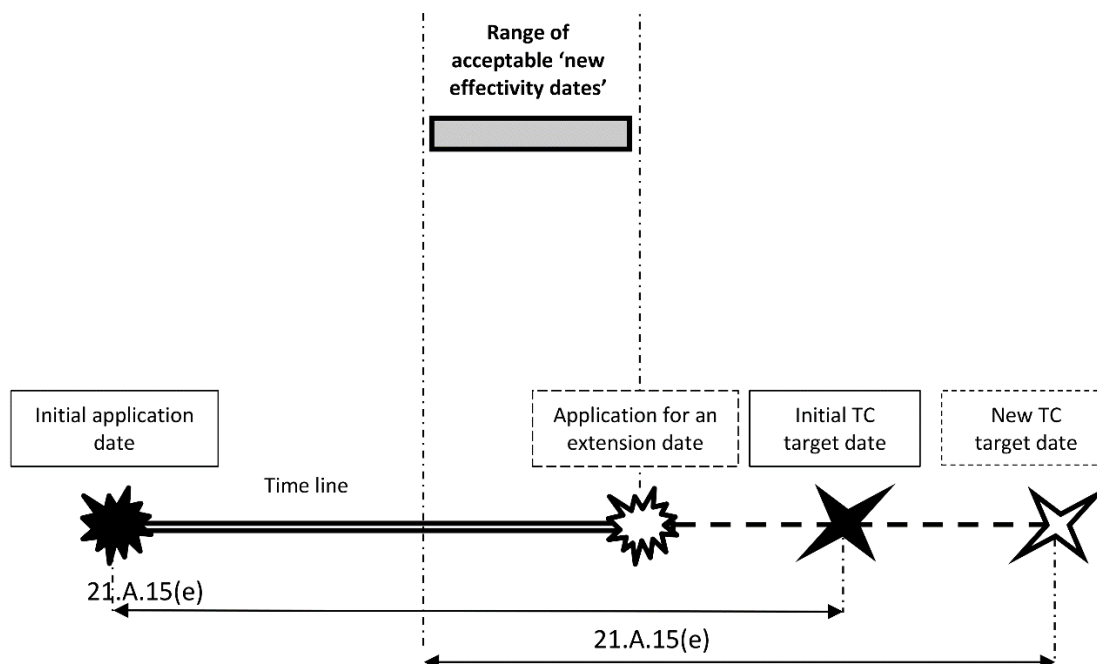 Range of
acceptable ‘new
effectivity dates’
Initial application
date
Application for an
extension date
Initial TC
target date
New TC
target date
Time line
21.A.15(e)
21.A.15(e)